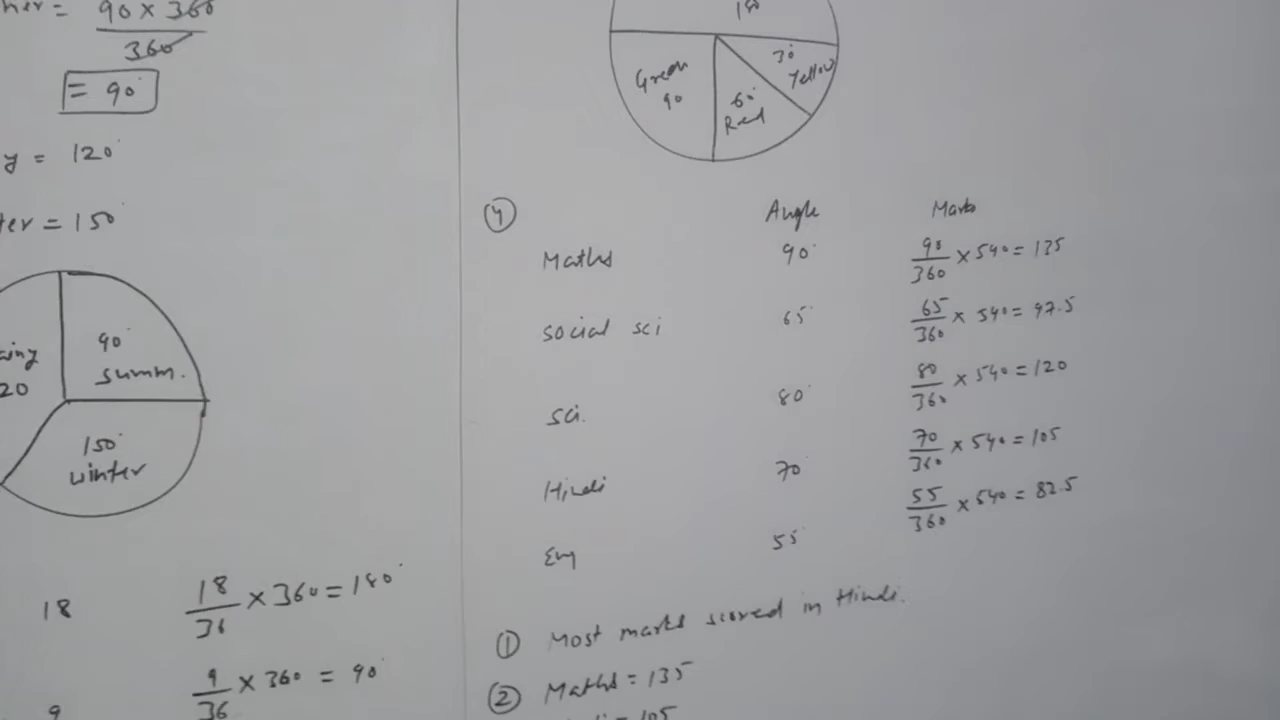 90 × 360
360
= 90°
y = 120°
ter = 150°
90°
summ.
20
150°
winter
18
18/36 × 360 = 180°
9
9/36 × 360 = 90°
180
30°
Yellow
Green
90
60°
Red
④ Angle Marks
Maths 90° 90/360 × 540 = 135
Social sci 65° 65/360 × 540 = 97.5
Sci. 80° 80/360 × 540 = 120
Hindi 70° 70/360 × 540 = 105
Eng 55° 55/360 × 540 = 82.5
① Most marks scored in Hindi.
② Maths = 135
= 105